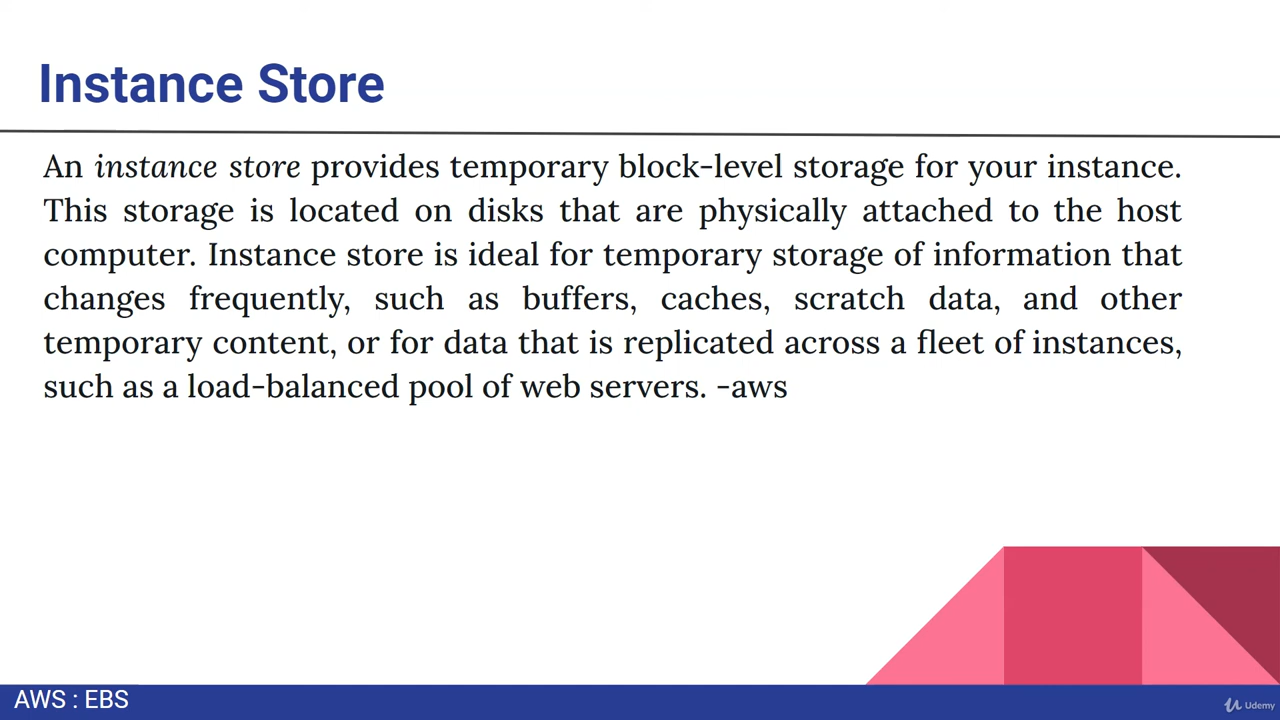 Instance Store
An instance store provides temporary block-level storage for your instance.
This storage is located on disks that are physically attached to the host
computer. Instance store is ideal for temporary storage of information that
changes frequently, such as buffers, caches, scratch data, and other
temporary content, or for data that is replicated across a fleet of instances,
such as a load-balanced pool of web servers. -aws
AWS : EBS
Udemy